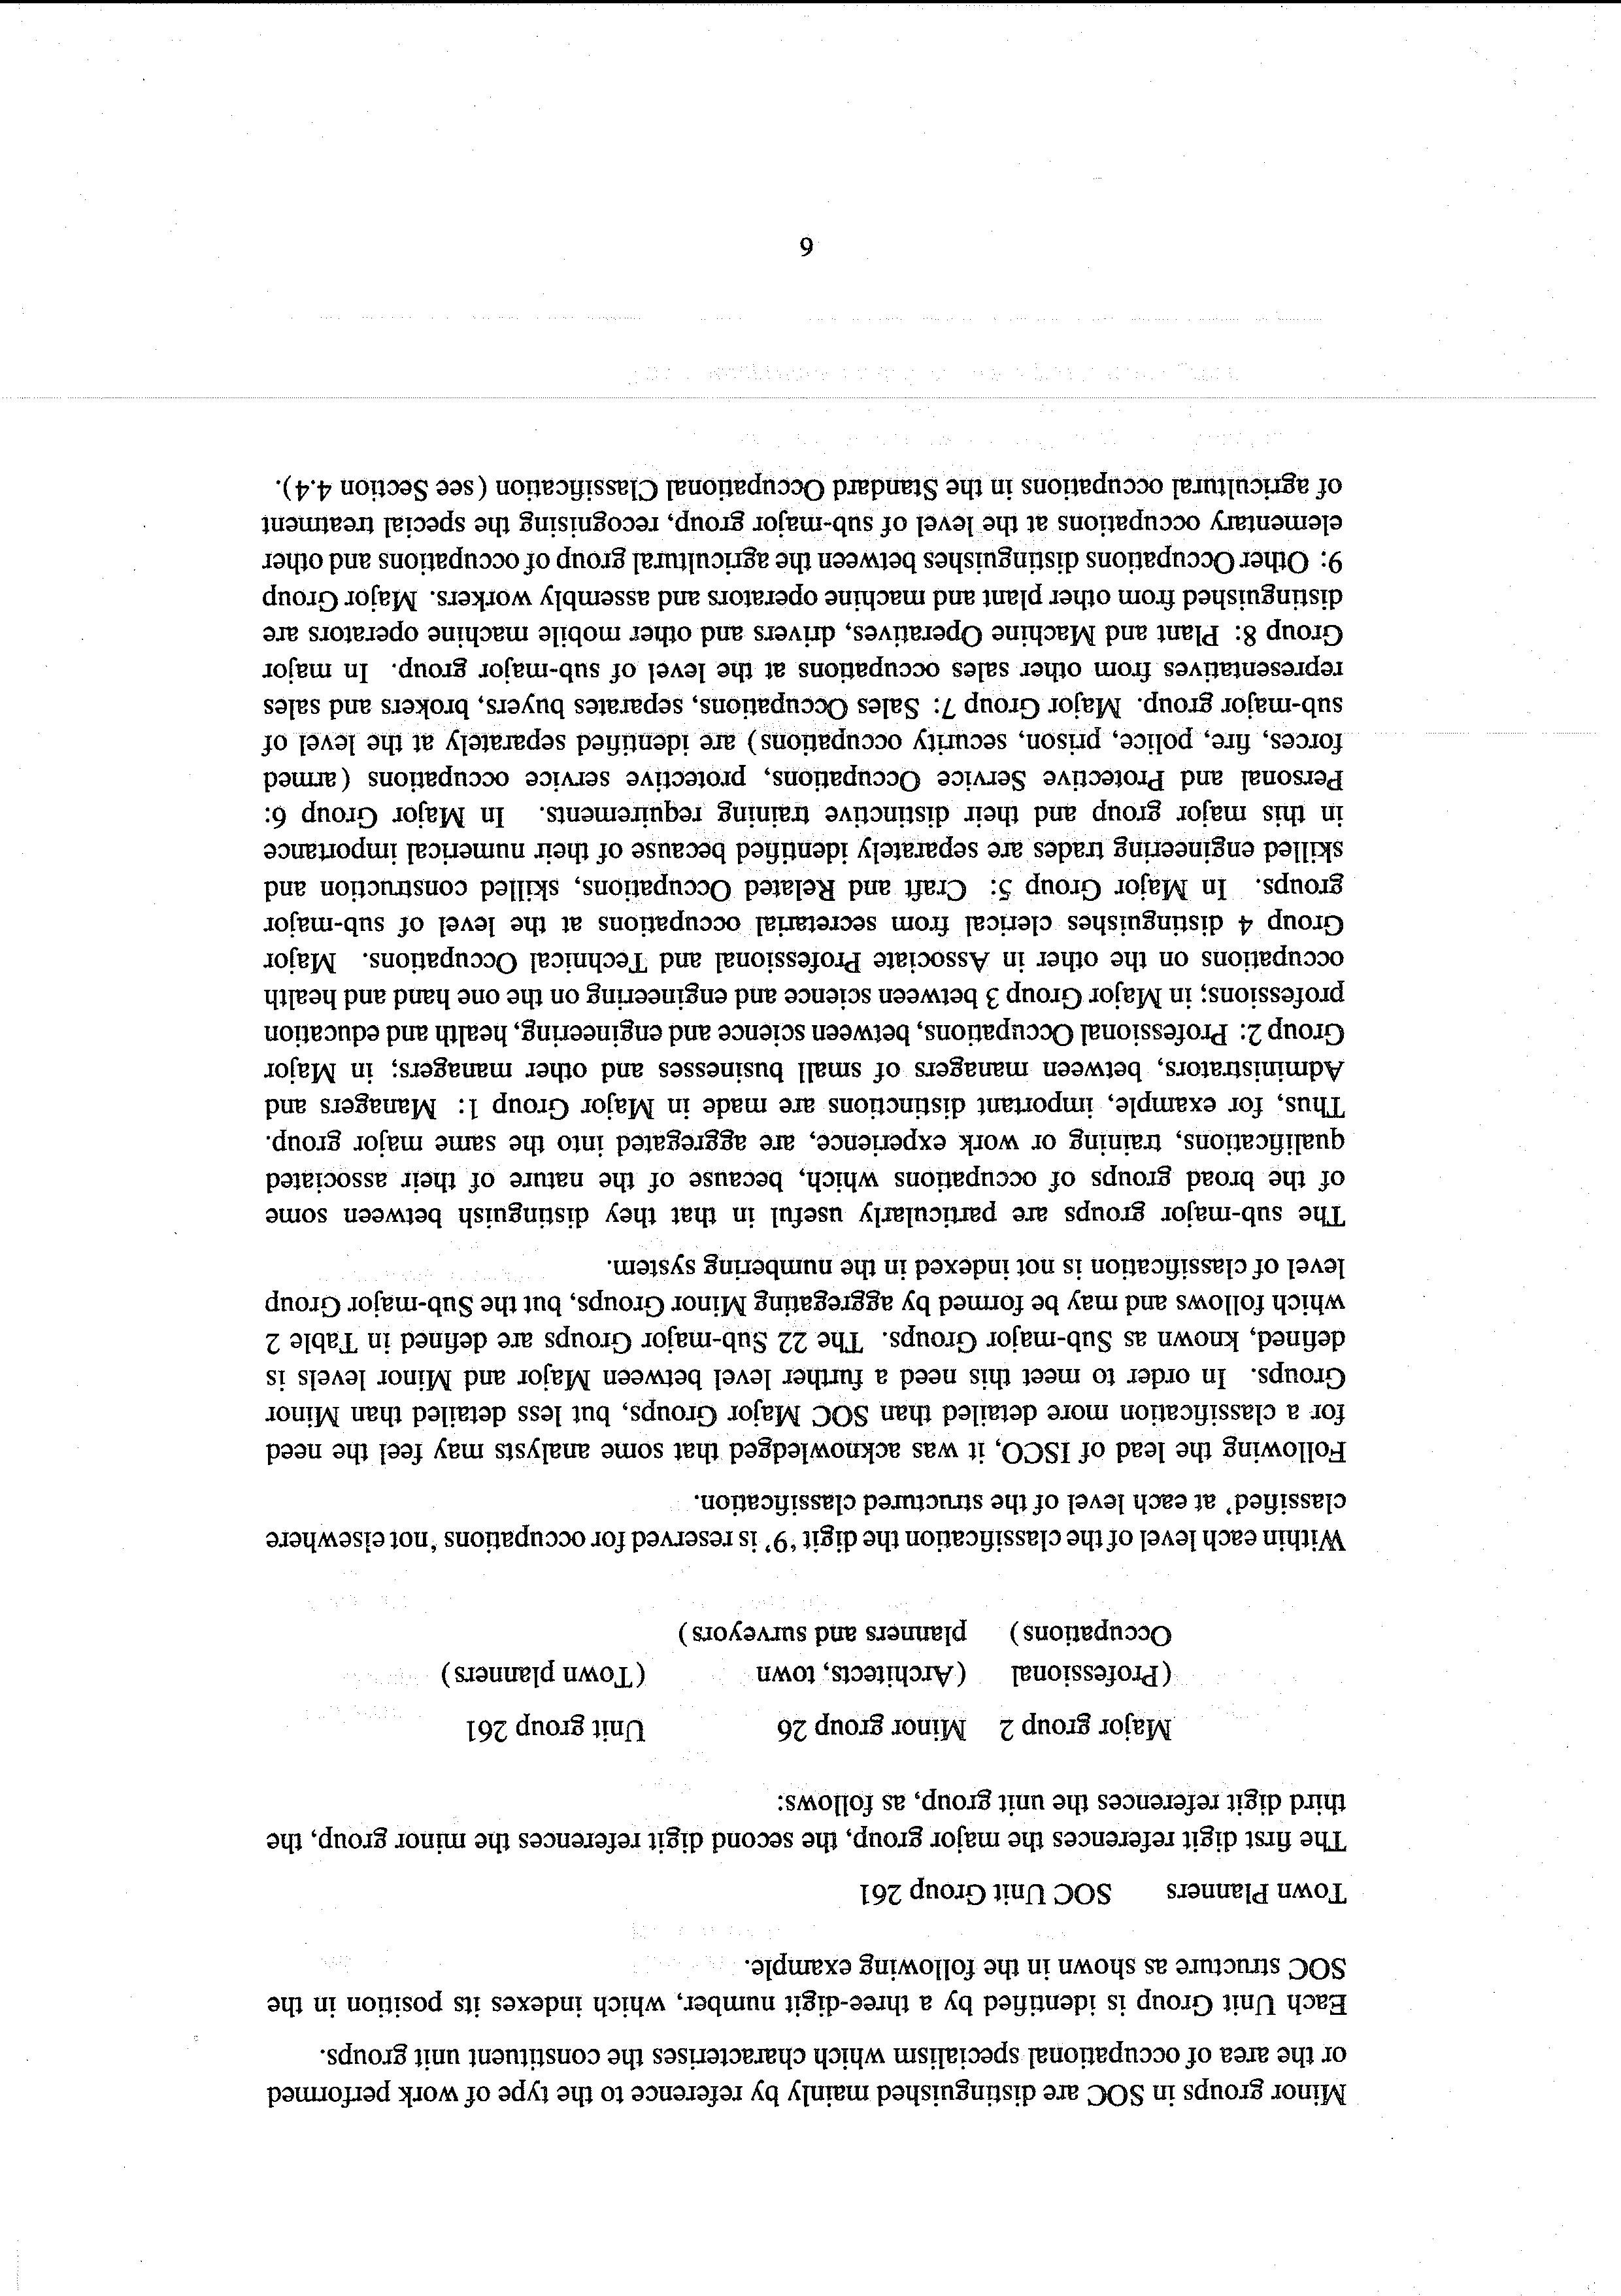 Minor groups in SOC are distinguished mainly by reference to the type of work performed
or the area of occupational specialism which characterises the constituent unit groups.
Each Unit Group is identified by a three-digit number, which indexes its position in the
SOC structure as shown in the following example.
Town Planners SOC Unit Group 261
The first digit references the major group, the second digit references the minor group, the
third digit references the unit group, as follows:
Major group 2 Minor group 26 Unit group 261
(Professional (Architects, town (Town planners)
Occupations) planners and surveyors)
Within each level of the classification the digit '9' is reserved for occupations 'not elsewhere
classified' at each level of the structured classification.
Following the lead of ISCO, it was acknowledged that some analysts may feel the need
for a classification more detailed than SOC Major Groups, but less detailed than Minor
Groups. In order to meet this need a further level between Major and Minor levels is
defined, known as Sub-major Groups. The 22 Sub-major Groups are defined in Table 2
which follows and may be formed by aggregating Minor Groups, but the Sub-major Group
level of classification is not indexed in the numbering system.
The sub-major groups are particularly useful in that they distinguish between some
of the broad groups of occupations which, because of the nature of their associated
qualifications, training or work experience, are aggregated into the same major group.
Thus, for example, important distinctions are made in Major Group 1: Managers and
Administrators, between managers of small businesses and other managers; in Major
Group 2: Professional Occupations, between science and engineering, health and education
professions; in Major Group 3 between science and engineering on the one hand and health
occupations on the other in Associate Professional and Technical Occupations. Major
Group 4 distinguishes clerical from secretarial occupations at the level of sub-major
groups. In Major Group 5: Craft and Related Occupations, skilled construction and
skilled engineering trades are separately identified because of their numerical importance
in this major group and their distinctive training requirements. In Major Group 6:
Personal and Protective Service Occupations, protective service occupations (armed
forces, fire, police, prison, security occupations) are identified separately at the level of
sub-major group. Major Group 7: Sales Occupations, separates buyers, brokers and sales
representatives from other sales occupations at the level of sub-major group. In major
Group 8: Plant and Machine Operatives, drivers and other mobile machine operators are
distinguished from other plant and machine operators and assembly workers. Major Group
9: Other Occupations distinguishes between the agricultural group of occupations and other
elementary occupations at the level of sub-major group, recognising the special treatment
of agricultural occupations in the Standard Occupational Classification (see Section 4.4).
6